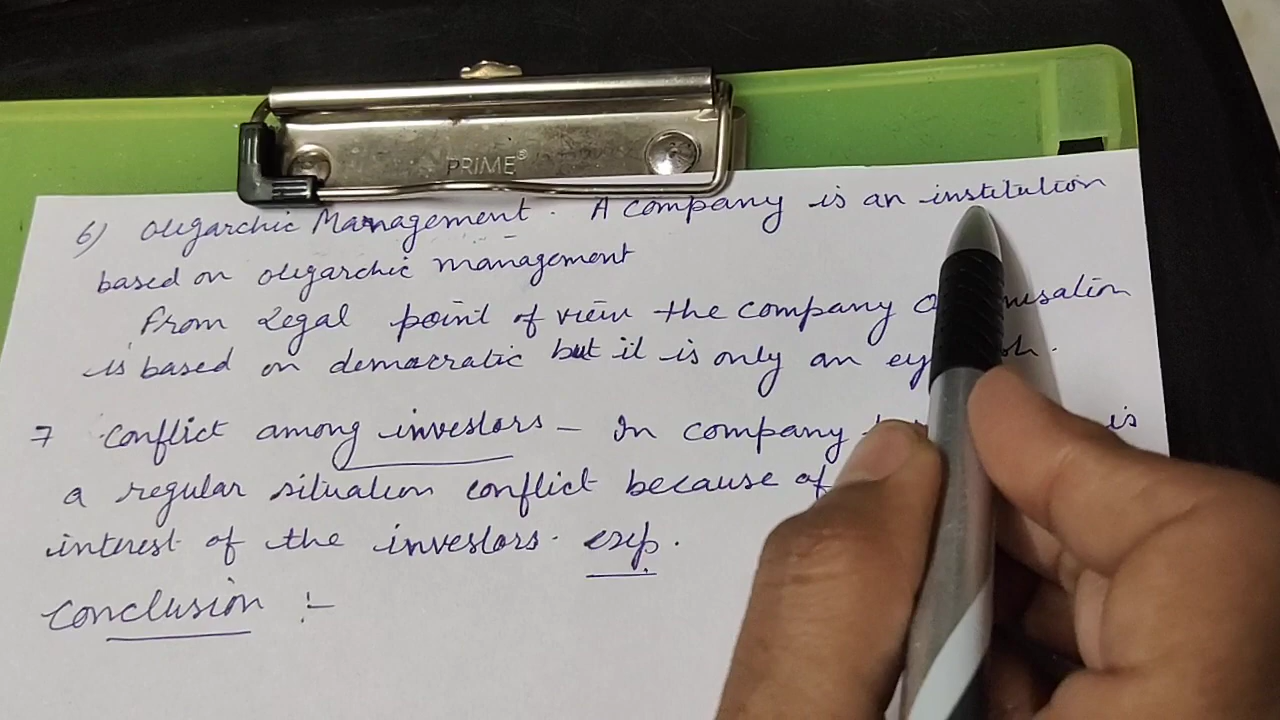 PRIME®
6) Oligarchic Management. A company is an institution
based on oligarchic management
From Legal point of view the company
is based on democratic but it is only an
7 Conflict among investors – In company is
a regular situation conflict because of
interest of the investors. exp.
Conclusion :-